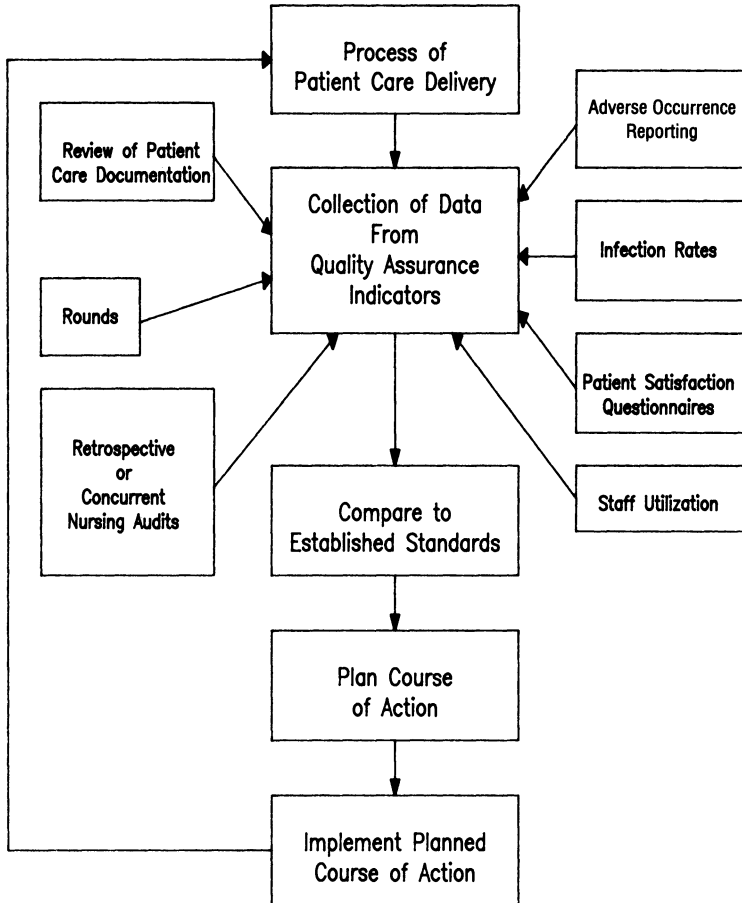 Process of
Patient Care Delivery
Adverse Occurrence
Reporting
Review of Patient
Care Documentation
Collection of Data
From
Quality Assurance
Indicators
Infection Rates
Rounds
Patient Satisfaction
Questionnaires
Retrospective
or
Concurrent
Nursing Audits
Staff Utilization
Compare to
Established Standards
Plan Course
of Action
Implement Planned
Course of Action